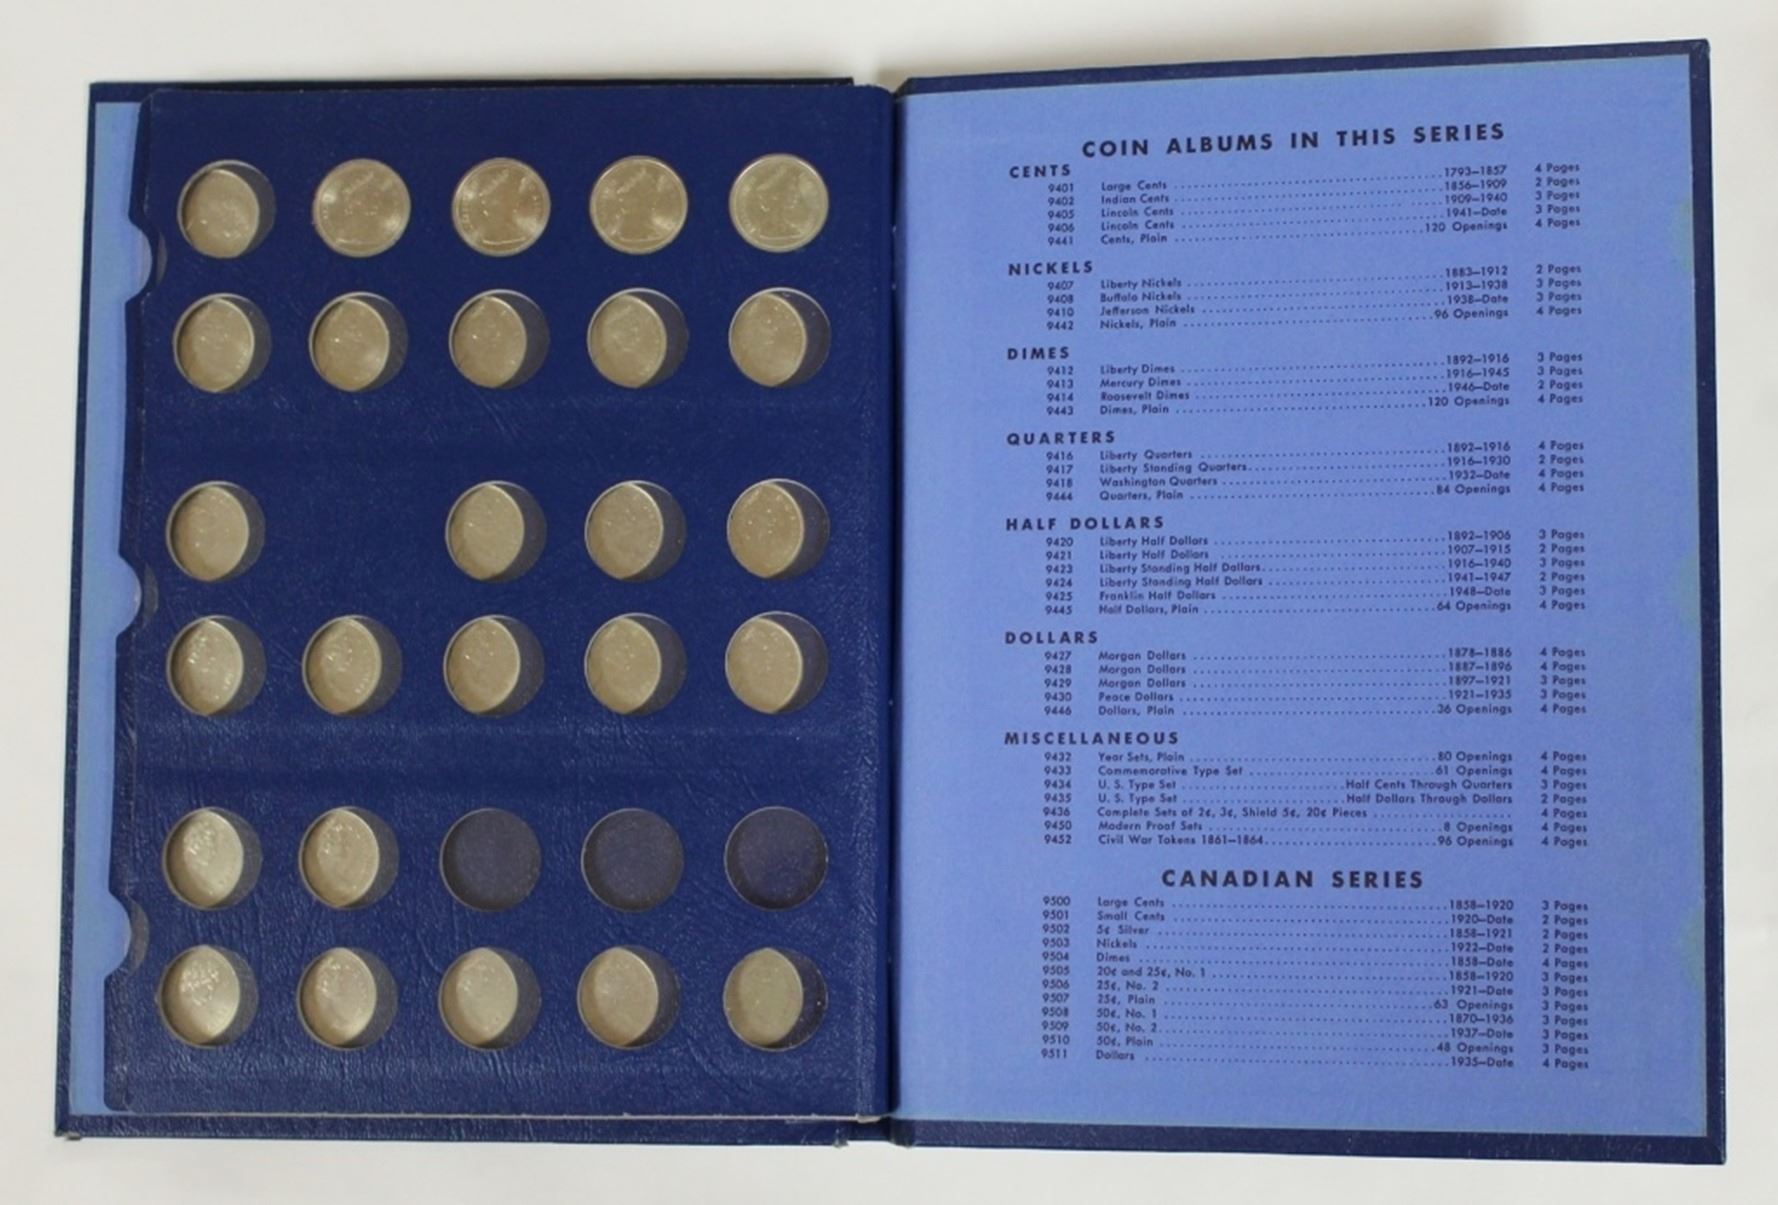 COIN ALBUMS IN THIS SERIES
CENTS
9401 Large Cents 1793–1857 4 Pages
9402 Indian Cents 1856–1909 2 Pages
9405 Lincoln Cents 1909–1940 3 Pages
9406 Lincoln Cents 1941–Date 3 Pages
9441 Cents, Plain 120 Openings 4 Pages
NICKELS
9407 Liberty Nickels 1883–1912 2 Pages
9408 Buffalo Nickels 1913–1938 3 Pages
9410 Jefferson Nickels 1938–Date 3 Pages
9442 Nickels, Plain 96 Openings 4 Pages
DIMES
9412 Liberty Dimes 1892–1916 3 Pages
9413 Mercury Dimes 1916–1945 3 Pages
9414 Roosevelt Dimes 1946–Date 2 Pages
9443 Dimes, Plain 120 Openings 4 Pages
QUARTERS
9416 Liberty Quarters 1892–1916 4 Pages
9417 Liberty Standing Quarters 1916–1930 2 Pages
9418 Washington Quarters 1932–Date 4 Pages
9444 Quarters, Plain 84 Openings 4 Pages
HALF DOLLARS
9420 Liberty Half Dollars 1892–1906 3 Pages
9421 Liberty Half Dollars 1907–1915 2 Pages
9423 Liberty Standing Half Dollars 1916–1940 3 Pages
9424 Liberty Standing Half Dollars 1941–1947 2 Pages
9425 Franklin Half Dollars 1948–Date 3 Pages
9445 Half Dollars, Plain 64 Openings 4 Pages
DOLLARS
9427 Morgan Dollars 1878–1886 4 Pages
9428 Morgan Dollars 1887–1896 4 Pages
9429 Morgan Dollars 1897–1921 3 Pages
9430 Peace Dollars 1921–1935 3 Pages
9446 Dollars, Plain 36 Openings 4 Pages
MISCELLANEOUS
9432 Year Sets, Plain 80 Openings 4 Pages
9433 Commemorative Type Set 61 Openings 4 Pages
9434 U. S. Type Set Half Cents Through Quarters 3 Pages
9435 U. S. Type Set Half Dollars Through Dollars 2 Pages
9436 Complete Sets of 2¢, 3¢, Shield 5¢, 20¢ Pieces 4 Pages
9450 Modern Proof Sets 8 Openings 4 Pages
9452 Civil War Tokens 1861–1864 96 Openings 4 Pages
CANADIAN SERIES
9500 Large Cents 1858–1920 3 Pages
9501 Small Cents 1920–Date 2 Pages
9502 5¢ Silver 1858–1921 2 Pages
9503 Nickels 1922–Date 2 Pages
9504 Dimes 1858–Date 4 Pages
9505 20¢ and 25¢, No. 1 1858–1920 3 Pages
9506 25¢, No. 2 1921–Date 3 Pages
9507 25¢, Plain 63 Openings 3 Pages
9508 50¢, No. 1 1870–1936 3 Pages
9509 50¢, No. 2 1937–Date 3 Pages
9510 50¢, Plain 48 Openings 3 Pages
9511 Dollars 1935–Date 4 Pages